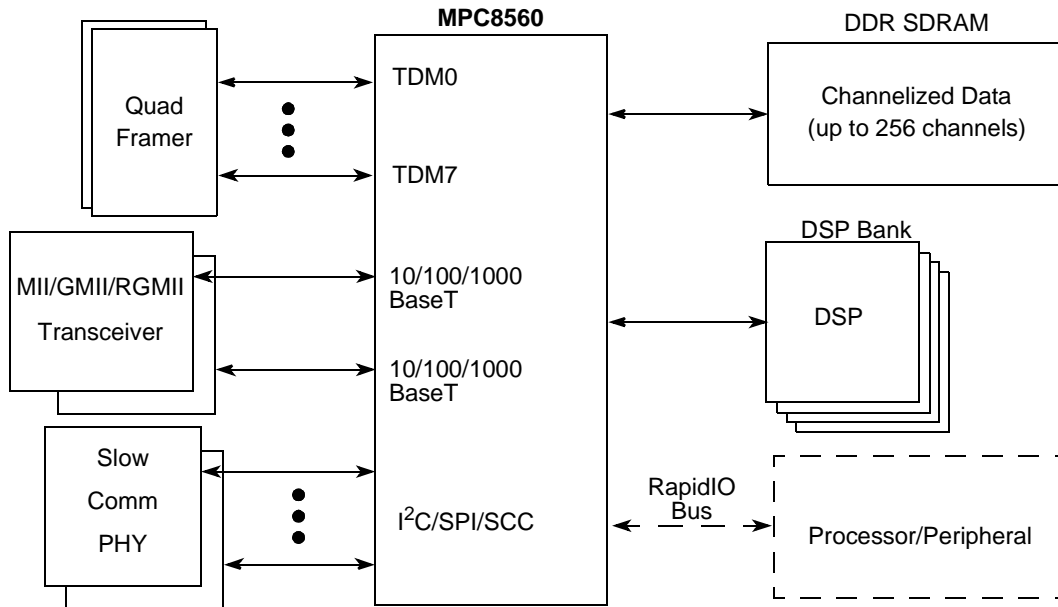 MPC8560
DDR SDRAM
Quad
Framer
TDM0
TDM7
Channelized Data
(up to 256 channels)
MII/GMII/RGMII
Transceiver
10/100/1000
BaseT
10/100/1000
BaseT
DSP Bank
DSP
Slow
Comm
PHY
I²C/SPI/SCC
RapidIO
Bus
Processor/Peripheral